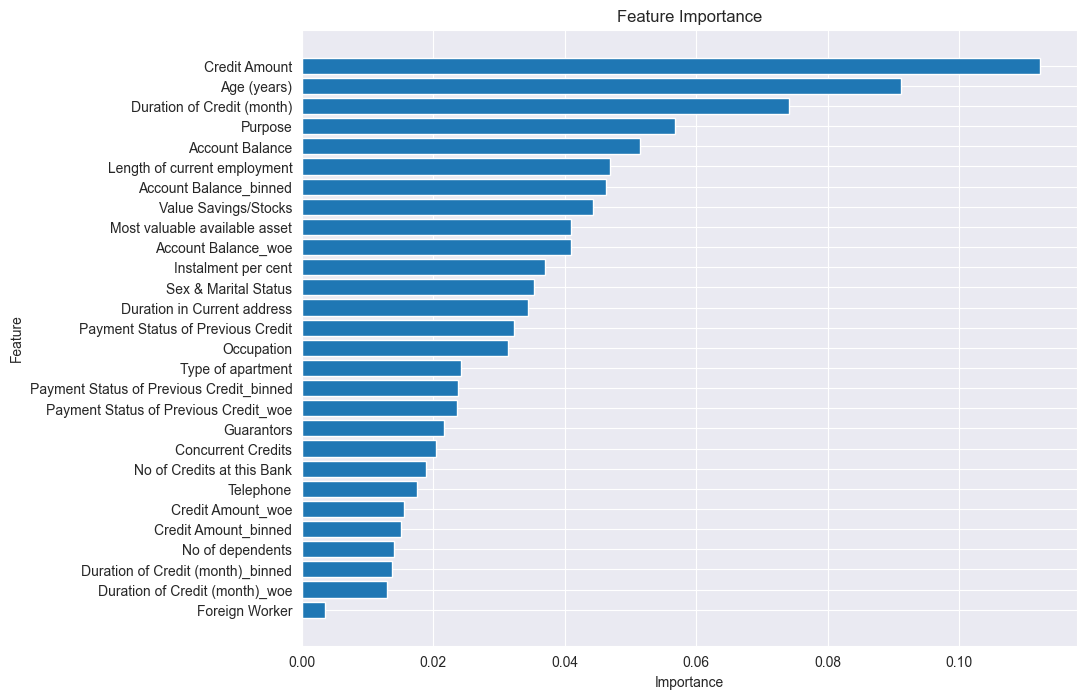 Feature Importance
Feature
Credit Amount
Age (years)
Duration of Credit (month)
Purpose
Account Balance
Length of current employment
Account Balance_binned
Value Savings/Stocks
Most valuable available asset
Account Balance_woe
Instalment per cent
Sex & Marital Status
Duration in Current address
Payment Status of Previous Credit
Occupation
Type of apartment
Payment Status of Previous Credit_binned
Payment Status of Previous Credit_woe
Guarantors
Concurrent Credits
No of Credits at this Bank
Telephone
Credit Amount_woe
Credit Amount_binned
No of dependents
Duration of Credit (month)_binned
Duration of Credit (month)_woe
Foreign Worker
0.00 0.02 0.04 0.06 0.08 0.10
Importance